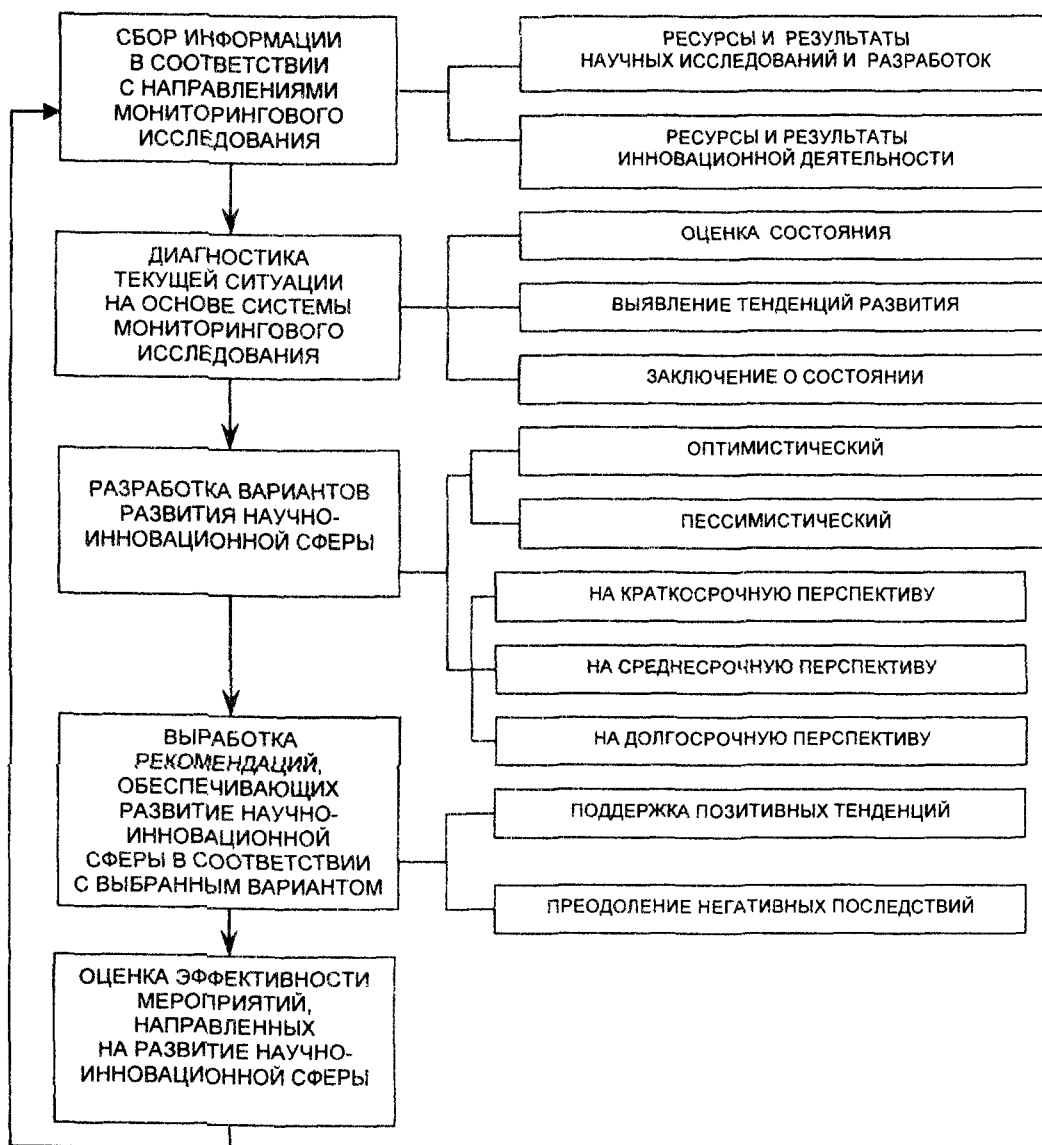 СБОР ИНФОРМАЦИИ
В СООТВЕТСТВИИ
С НАПРАВЛЕНИЯМИ
МОНИТОРИНГОВОГО
ИССЛЕДОВАНИЯ
РЕСУРСЫ И РЕЗУЛЬТАТЫ
НАУЧНЫХ ИССЛЕДОВАНИЙ И РАЗРАБОТОК
РЕСУРСЫ И РЕЗУЛЬТАТЫ
ИННОВАЦИОННОЙ ДЕЯТЕЛЬНОСТИ
ДИАГНОСТИКА
ТЕКУЩЕЙ СИТУАЦИИ
НА ОСНОВЕ СИСТЕМЫ
МОНИТОРИНГОВОГО
ИССЛЕДОВАНИЯ
ОЦЕНКА СОСТОЯНИЯ
ВЫЯВЛЕНИЕ ТЕНДЕНЦИЙ РАЗВИТИЯ
ЗАКЛЮЧЕНИЕ О СОСТОЯНИИ
РАЗРАБОТКА ВАРИАНТОВ
РАЗВИТИЯ НАУЧНО-
ИННОВАЦИОННОЙ СФЕРЫ
ОПТИМИСТИЧЕСКИЙ
ПЕССИМИСТИЧЕСКИЙ
НА КРАТКОСРОЧНУЮ ПЕРСПЕКТИВУ
НА СРЕДНЕСРОЧНУЮ ПЕРСПЕКТИВУ
НА ДОЛГОСРОЧНУЮ ПЕРСПЕКТИВУ
ВЫРАБОТКА
РЕКОМЕНДАЦИЙ,
ОБЕСПЕЧИВАЮЩИХ
РАЗВИТИЕ НАУЧНО-
ИННОВАЦИОННОЙ
СФЕРЫ В СООТВЕТСТВИИ
С ВЫБРАННЫМ ВАРИАНТОМ
ПОДДЕРЖКА ПОЗИТИВНЫХ ТЕНДЕНЦИЙ
ПРЕОДОЛЕНИЕ НЕГАТИВНЫХ ПОСЛЕДСТВИЙ
ОЦЕНКА ЭФФЕКТИВНОСТИ
МЕРОПРИЯТИЙ,
НАПРАВЛЕННЫХ
НА РАЗВИТИЕ НАУЧНО-
ИННОВАЦИОННОЙ СФЕРЫ